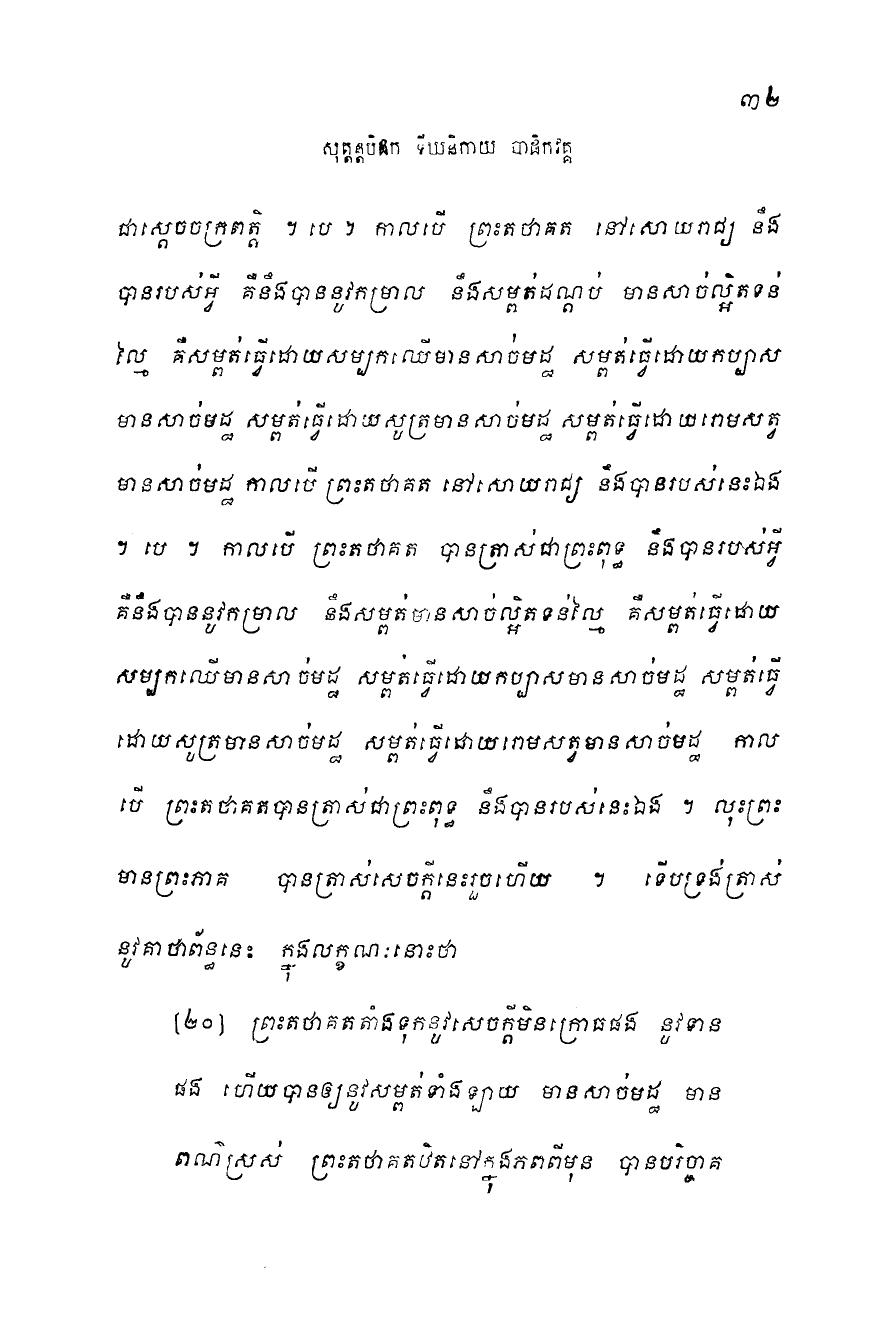 ៣២
សុត្តន្តបិដក ទីឃនិកាយ បាដិកវគ្គ
ជាស្តេចចក្រពត្តិ ។ បេ ។ កាលបើ ព្រះតថាគត នៅសោយរាជ្យ នឹង
បានរបស់អ្វី គឺនឹងបាននូវកម្រាល នឹងសម្ពត់ដណ្តប់ មានសាច់ល្អិតទន់
ល្មៃ គឺសម្ពត់ធ្វើដោយសម្បកឈើមានសាច់មដ្ឋ សម្ពត់ធ្វើដោយកប្បាស
មានសាច់មដ្ឋ សម្ពត់ធ្វើដោយសូត្រមានសាច់មដ្ឋ សម្ពត់ធ្វើដោយរោមសត្វ
មានសាច់មដ្ឋ កាលបើ ព្រះតថាគត នៅសោយរាជ្យ នឹងបានរបស់នេះឯង
។ បេ ។ កាលបើ ព្រះតថាគត បានត្រាស់ជាព្រះពុទ្ធ នឹងបានរបស់អ្វី
គឺនឹងបាននូវកម្រាល នឹងសម្ពត់មានសាច់ល្អិតទន់ល្មៃ គឺសម្ពត់ធ្វើដោយ
សម្បកឈើមានសាច់មដ្ឋ សម្ពត់ធ្វើដោយកប្បាសមានសាច់មដ្ឋ សម្ពត់ធ្វើ
ដោយសូត្រមានសាច់មដ្ឋ សម្ពត់ធ្វើដោយរោមសត្វមានសាច់មដ្ឋ កាល
បើ ព្រះតថាគតបានត្រាស់ជាព្រះពុទ្ធ នឹងបានរបស់នេះឯង ។ លុះព្រះ
មានព្រះភាគ បានត្រាស់សេចក្តីនេះរួចហើយ ។ ទើបទ្រង់ត្រាស់
នូវគាថាព័ន្ធនេះ ក្នុងលក្ខណៈនោះថា
[២០] ព្រះតថាគតតាំងទុកនូវសេចក្តីមិនក្រោធផង នូវទាន
ផង ហើយបានឲ្យនូវសម្ពត់ទាំងឡាយ មានសាច់មដ្ឋ មាន
ពណ៌ស្រស់ ព្រះតថាគតឋិតនៅក្នុងភពពីមុន បានបរិច្ចាគ